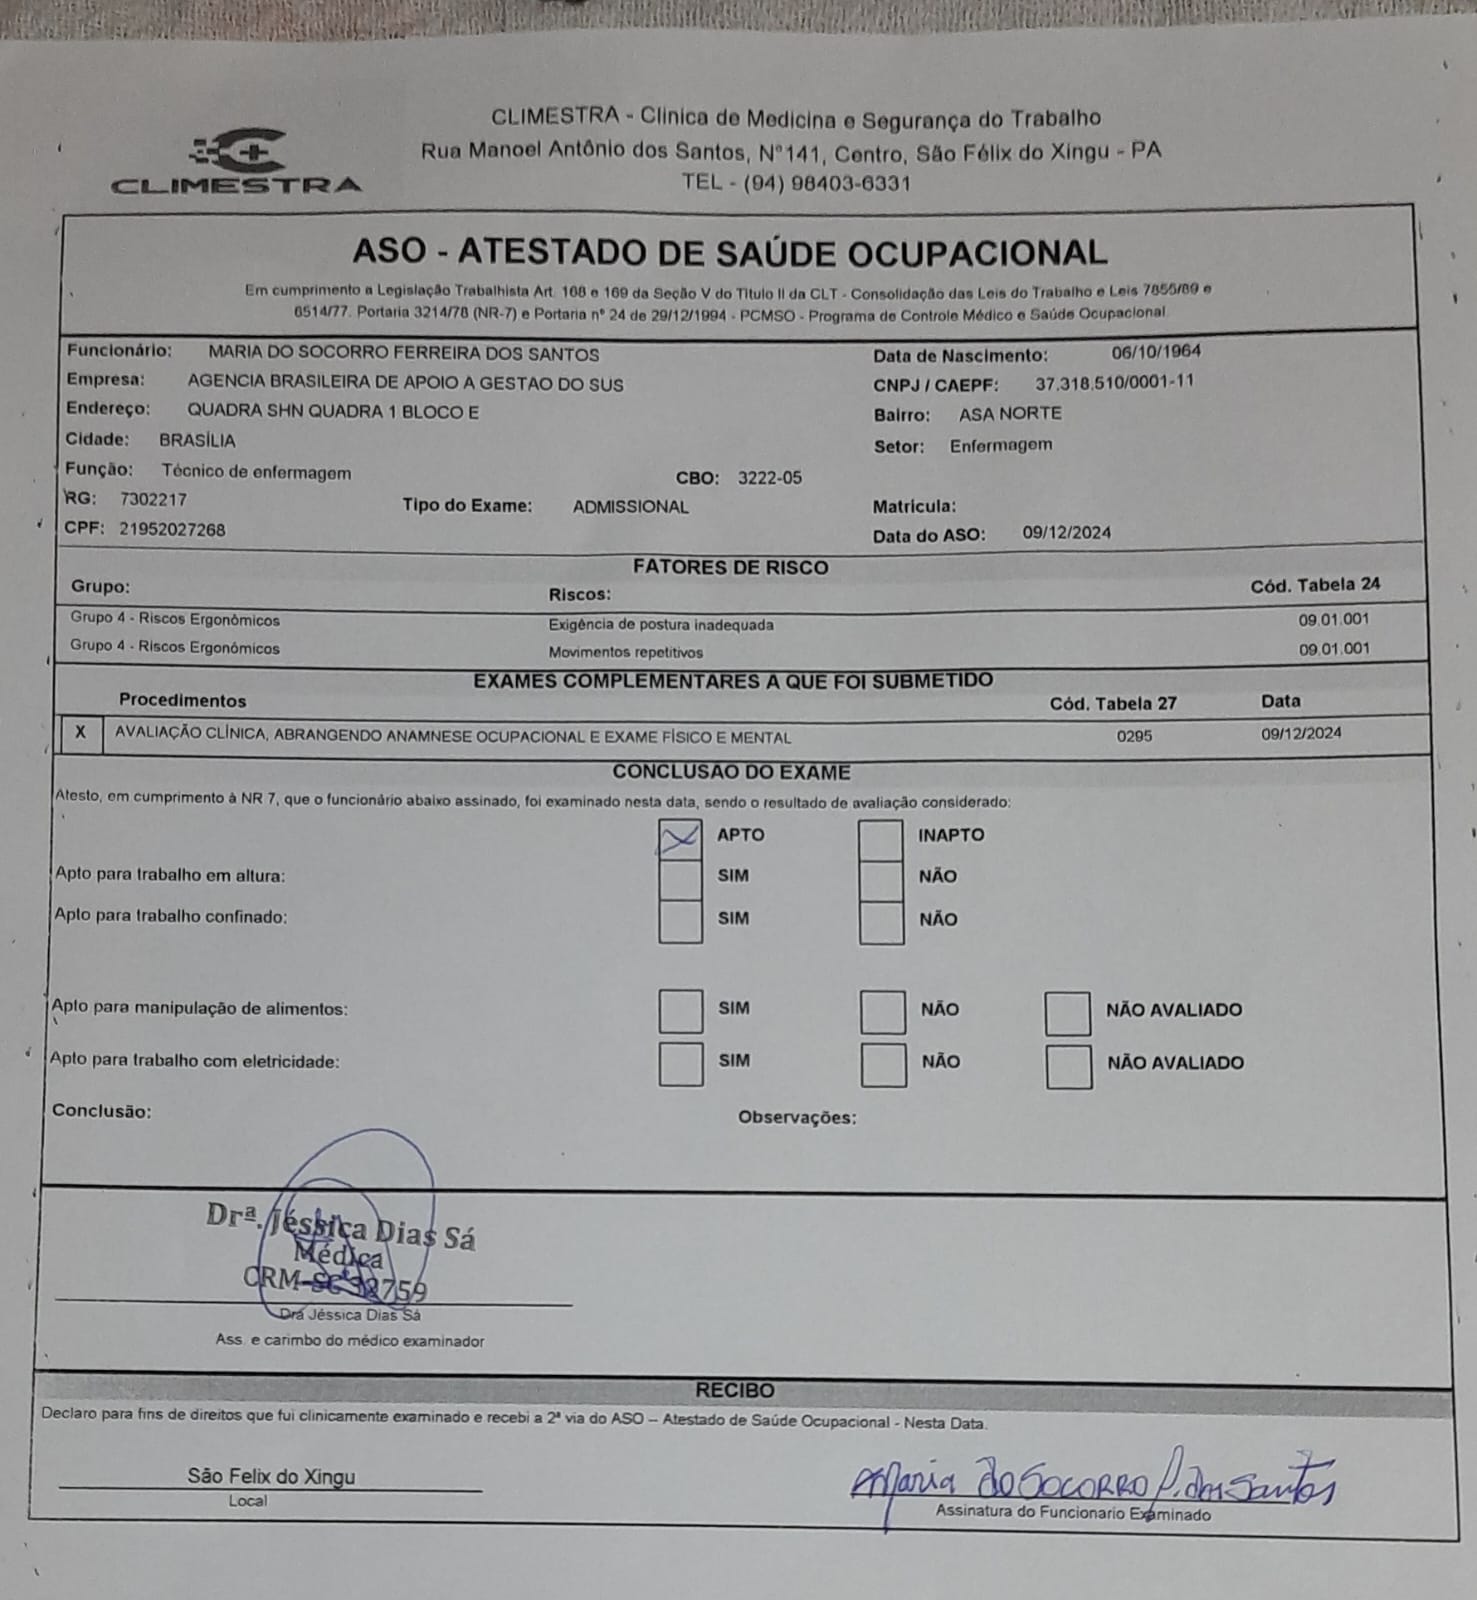 CLIMESTRA - Clinica de Medicina e Segurança do Trabalho
Rua Manoel Antônio dos Santos, Nº141, Centro, São Félix do Xingu - PA
TEL - (94) 98403-6331
CLIMESTRA
ASO - ATESTADO DE SAÚDE OCUPACIONAL
Em cumprimento a Legislação Trabalhista Art. 168 e 169 da Seção V do Titulo II da CLT - Consolidação das Leis do Trabalho e Leis 7855/89 e
6514/77. Portaria 3214/78 (NR-7) e Portaria nº 24 de 29/12/1994 - PCMSO - Programa de Controle Médico e Saúde Ocupacional
Funcionário: MARIA DO SOCORRO FERREIRA DOS SANTOS Data de Nascimento: 06/10/1964
Empresa: AGENCIA BRASILEIRA DE APOIO A GESTAO DO SUS CNPJ / CAEPF: 37.318.510/0001-11
Endereço: QUADRA SHN QUADRA 1 BLOCO E Bairro: ASA NORTE
Cidade: BRASÍLIA Setor: Enfermagem
Função: Técnico de enfermagem CBO: 3222-05
RG: 7302217 Tipo do Exame: ADMISSIONAL Matricula:
CPF: 21952027268 Data do ASO: 09/12/2024
FATORES DE RISCO
Grupo: Riscos: Cód. Tabela 24
Grupo 4 - Riscos Ergonômicos Exigência de postura inadequada 09.01.001
Grupo 4 - Riscos Ergonómicos Movimentos repetitivos 09.01.001
EXAMES COMPLEMENTARES A QUE FOI SUBMETIDO
Procedimentos Cód. Tabela 27 Data
X AVALIAÇÃO CLÍNICA, ABRANGENDO ANAMNESE OCUPACIONAL E EXAME FÍSICO E MENTAL 0295 09/12/2024
CONCLUSAO DO EXAME
Atesto, em cumprimento à NR 7, que o funcionário abaixo assinado, foi examinado nesta data, sendo o resultado de avaliação considerado:
X APTO INAPTO
Apto para trabalho em altura: SIM NÃO
Apto para trabalho confinado: SIM NÃO
Apto para manipulação de alimentos: SIM NÃO NÃO AVALIADO
Apto para trabalho com eletricidade: SIM NÃO NÃO AVALIADO
Conclusão: Observações:
Drª. Jéssica Dias Sá
Médica
CRM-SC 32759
Dra Jéssica Dias Sá
Ass. e carimbo do médico examinador
RECIBO
Declaro para fins de direitos que fui clinicamente examinado e recebi a 2ª via do ASO – Atestado de Saúde Ocupacional - Nesta Data.
São Felix do Xingu
Local
Maria do Socorro F. dos Santos
Assinatura do Funcionario Examinado